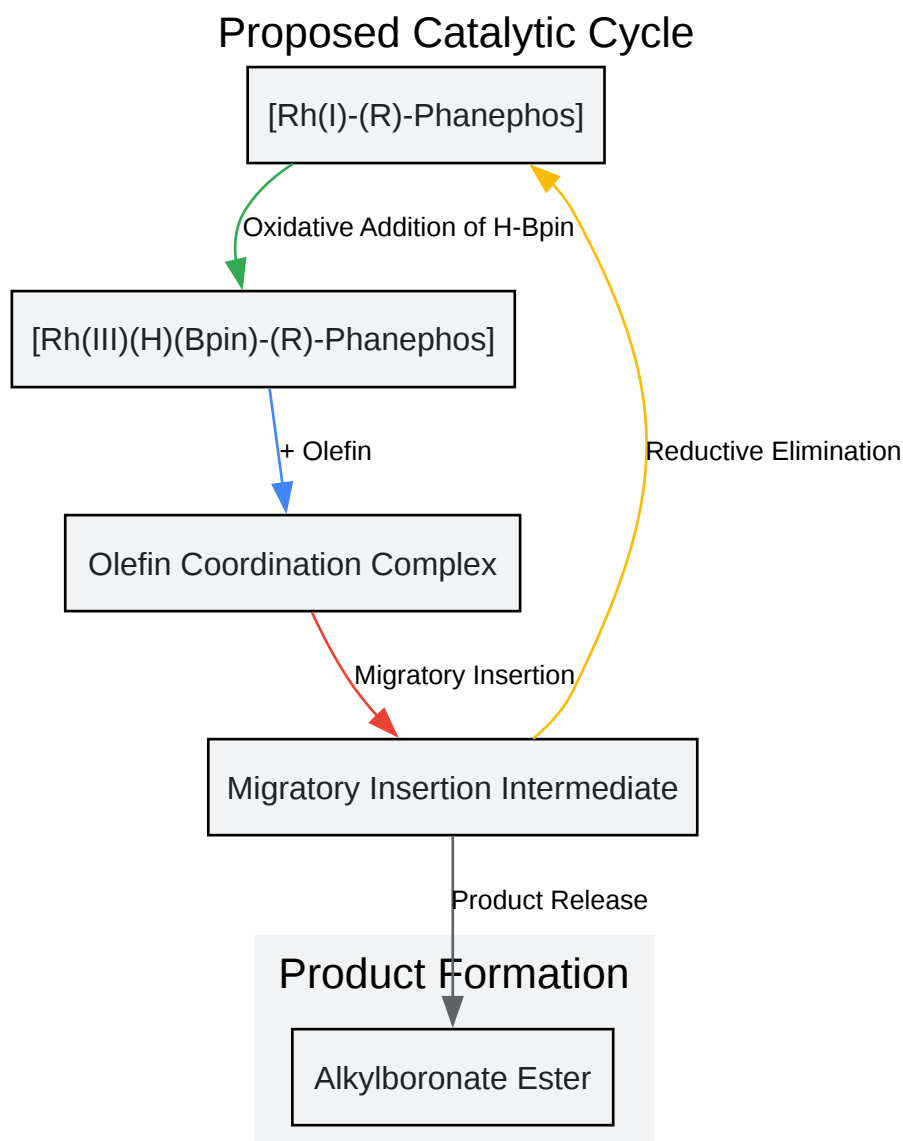 Proposed Catalytic Cycle
[Rh(I)-(R)-Phanephos]
Oxidative Addition of H-Bpin
[Rh(III)(H)(Bpin)-(R)-Phanephos]
+ Olefin
Reductive Elimination
Olefin Coordination Complex
Migratory Insertion
Migratory Insertion Intermediate
Product Release
Product Formation
Alkylboronate Ester